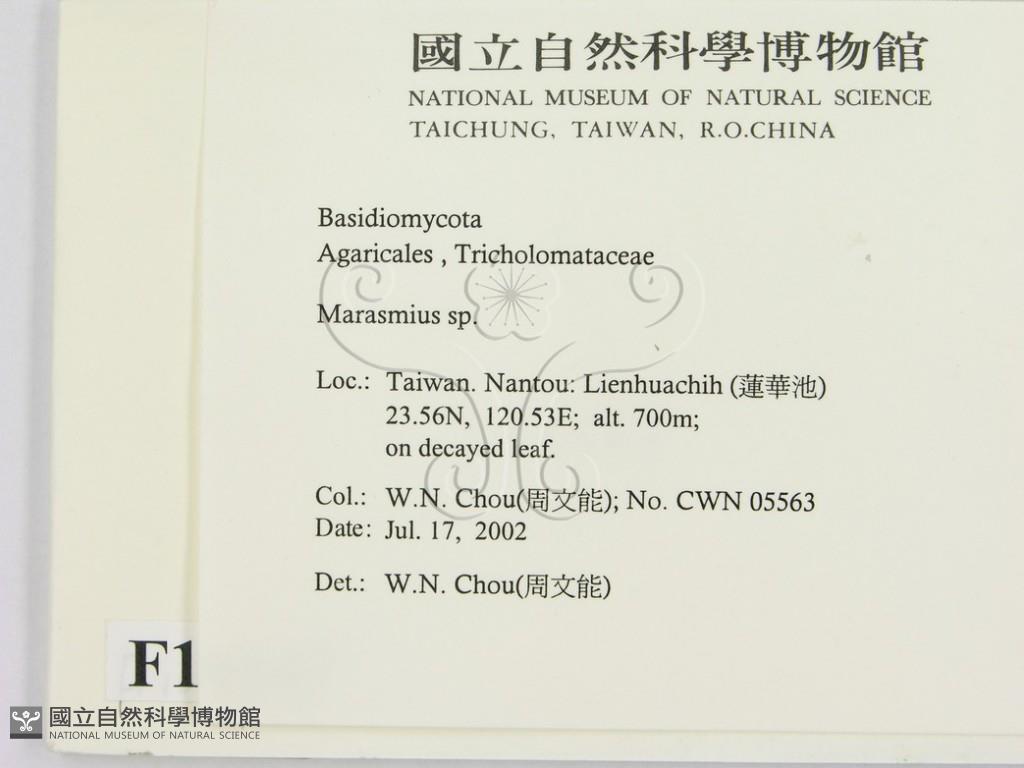 國立自然科學博物館
NATIONAL MUSEUM OF NATURAL SCIENCE
TAICHUNG, TAIWAN, R.O.CHINA
Basidiomycota
Agaricales , Tricholomataceae
Marasmius sp.
Loc.: Taiwan. Nantou: Lienhuachih (蓮華池)
23.56N, 120.53E; alt. 700m;
on decayed leaf.
Col.: W.N. Chou(周文能); No. CWN 05563
Date: Jul. 17, 2002
Det.: W.N. Chou(周文能)
F1
國立自然科學博物館
NATIONAL MUSEUM OF NATURAL SCIENCE